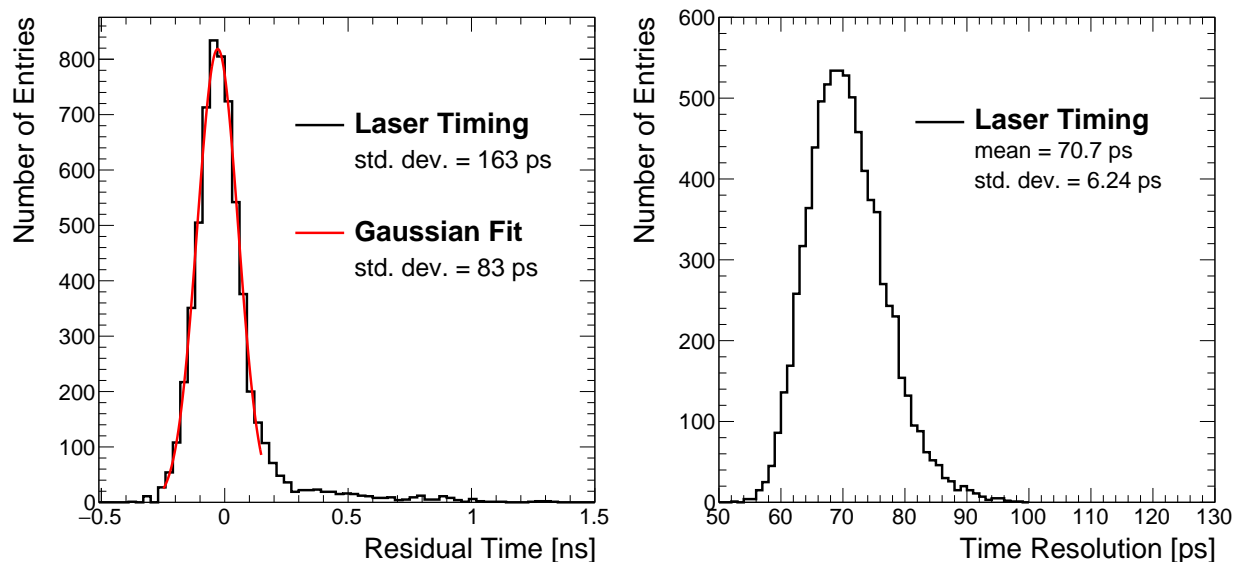 Number of Entries
800
700
600
500
400
300
200
100
0
−0.5
0
0.5
1
1.5
Residual Time [ns]
Laser Timing
std. dev. = 163 ps
Gaussian Fit
std. dev. = 83 ps
Number of Entries
600
500
400
300
200
100
0
50
60
70
80
90
100
110
120
130
Time Resolution [ps]
Laser Timing
mean = 70.7 ps
std. dev. = 6.24 ps